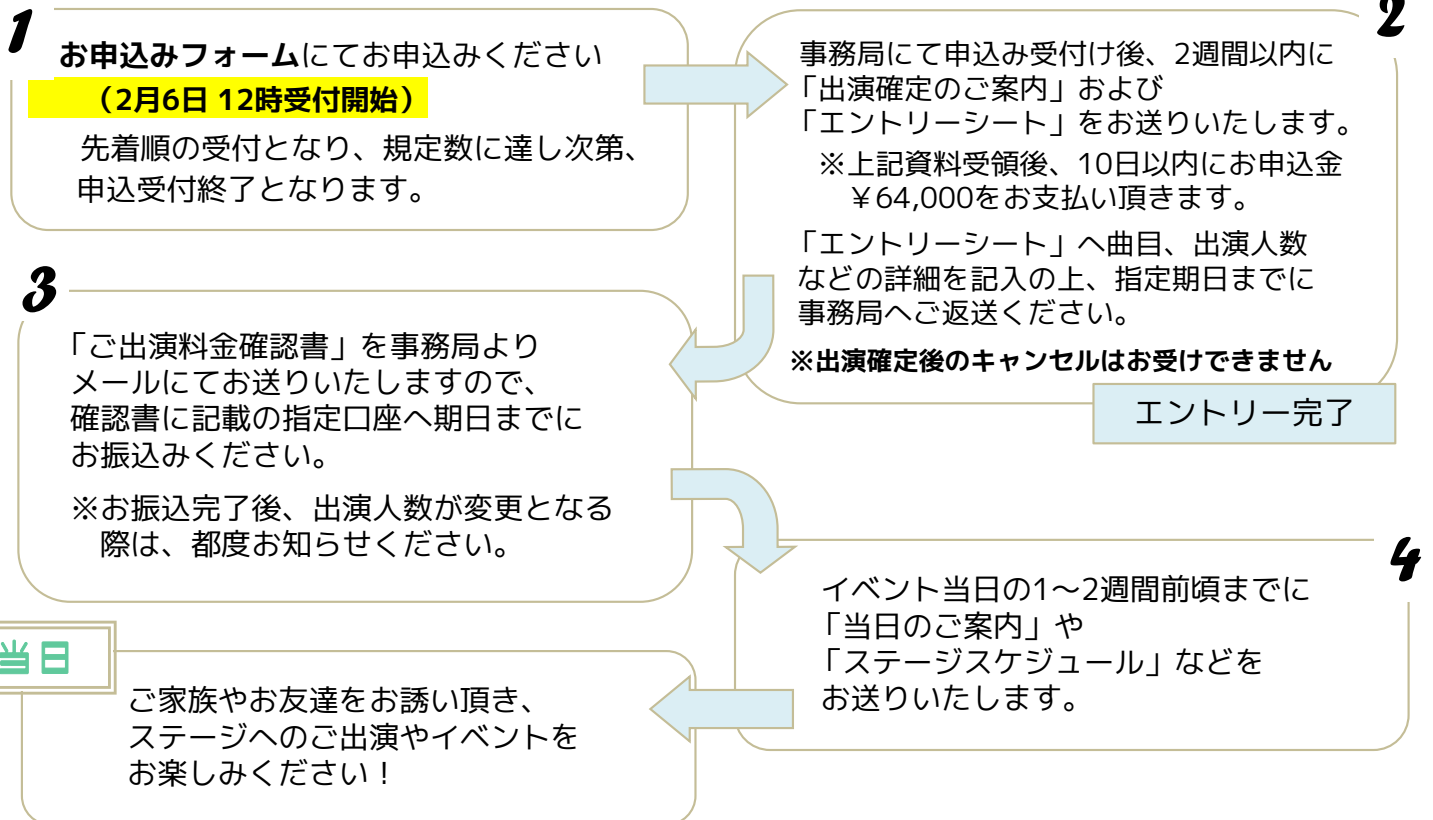 1
お申込みフォームにてお申込みください
（2月6日 12時受付開始）
先着順の受付となり、規定数に達し次第、
申込受付終了となります。
2
事務局にて申込み受付け後、2週間以内に
「出演確定のご案内」および
「エントリーシート」をお送りいたします。
※上記資料受領後、10日以内にお申込金
￥64,000をお支払い頂きます。
「エントリーシート」へ曲目、出演人数
などの詳細を記入の上、指定期日までに
事務局へご返送ください。
※出演確定後のキャンセルはお受けできません
エントリー完了
3
「ご出演料金確認書」を事務局より
メールにてお送りいたしますので、
確認書に記載の指定口座へ期日までに
お振込みください。
※お振込完了後、出演人数が変更となる
際は、都度お知らせください。
4
イベント当日の1～2週間前頃までに
「当日のご案内」や
「ステージスケジュール」などを
お送りいたします。
当日
ご家族やお友達をお誘い頂き、
ステージへのご出演やイベントを
お楽しみください！